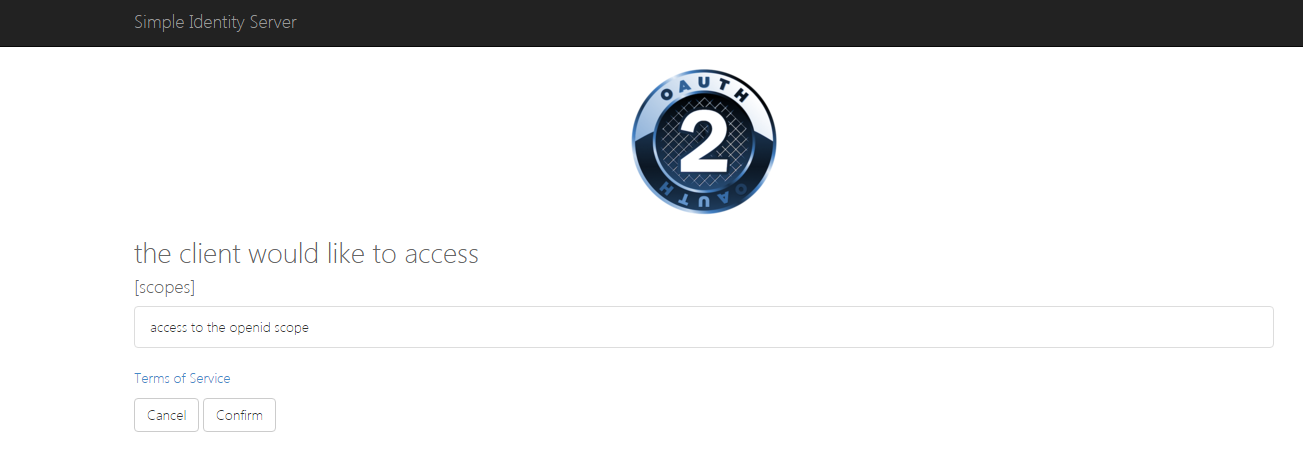 Simple Identity Server
OAUTH
2
OAUTH
the client would like to access
[scopes]
access to the openid scope
Terms of Service
Cancel Confirm